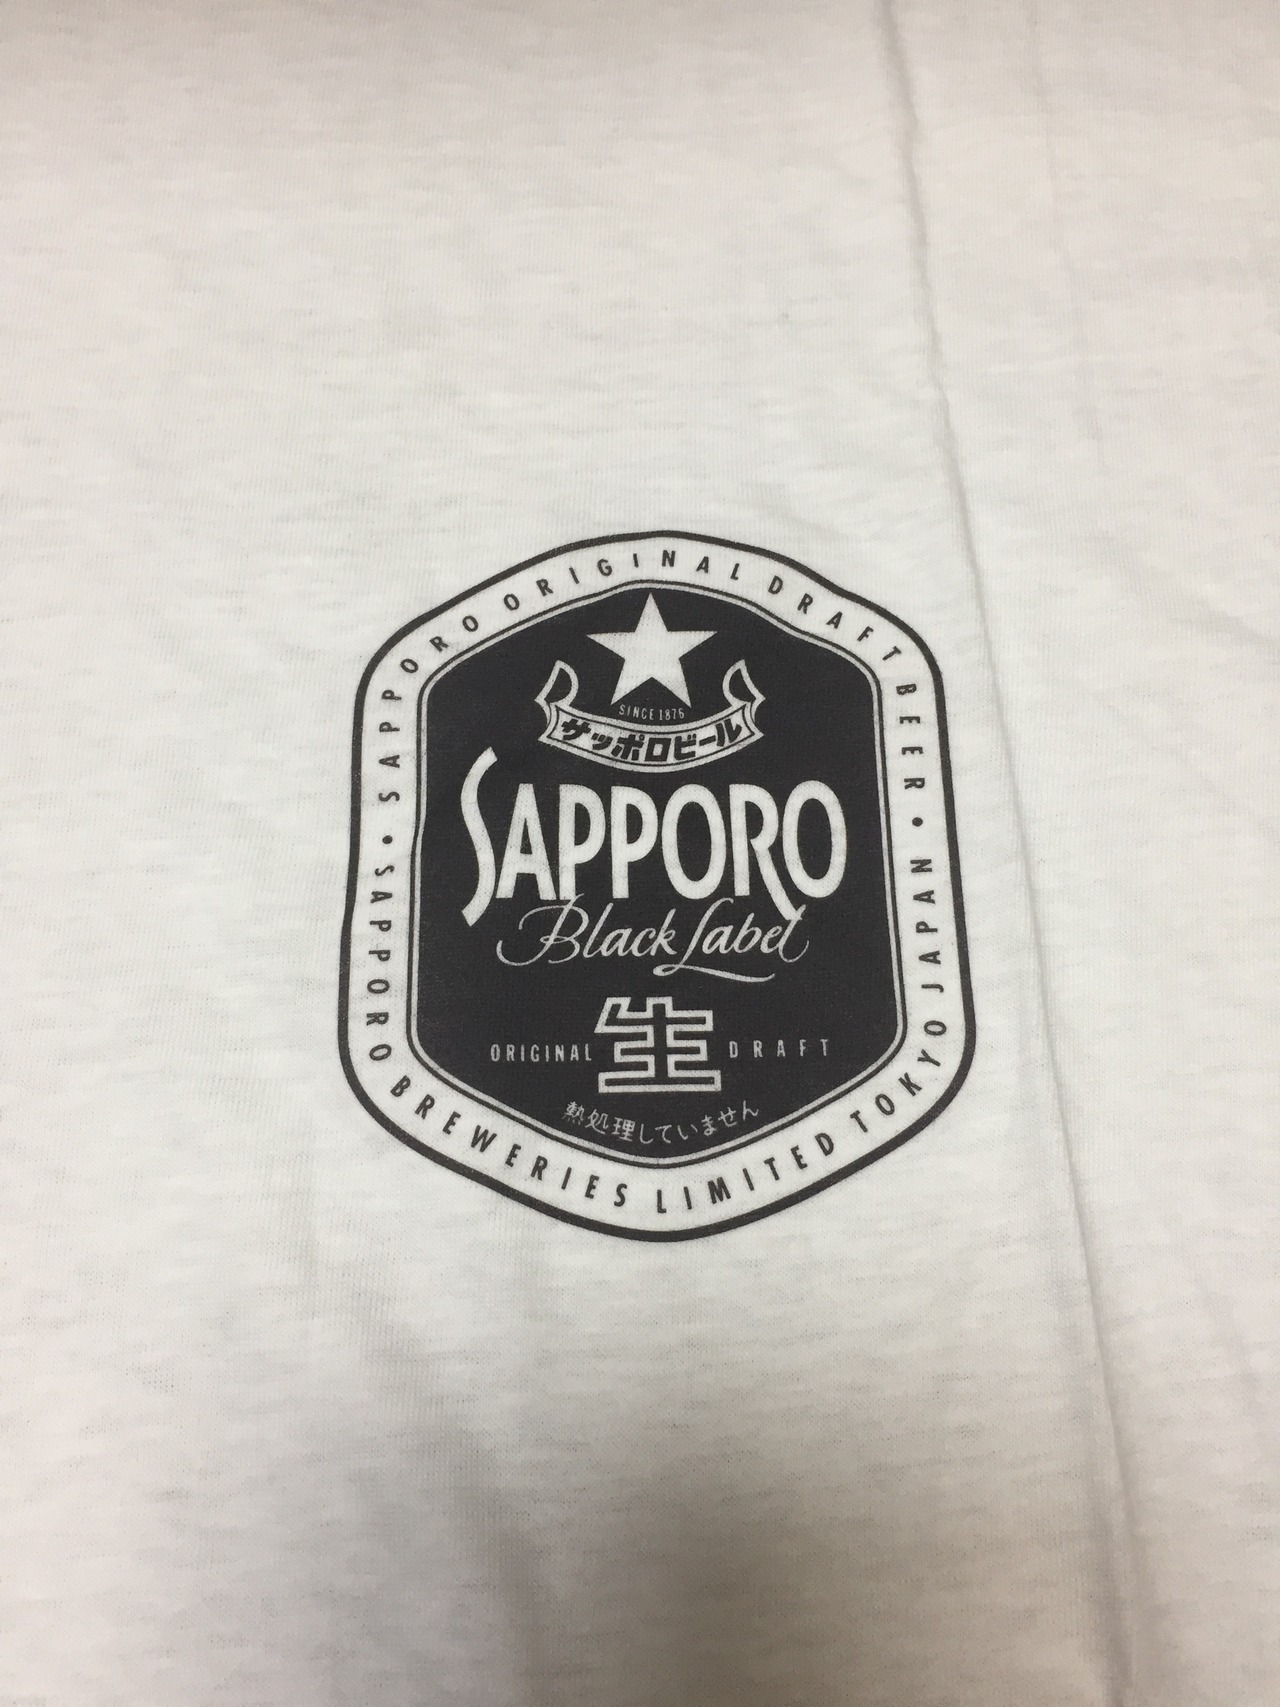 SAPPORO ORIGINAL DRAFT BEER •
SINCE 1876
サッポロビール
SAPPORO
Black Label
ORIGINAL 生 DRAFT
熱処理していません
• SAPPORO BREWERIES LIMITED TOKYO JAPAN